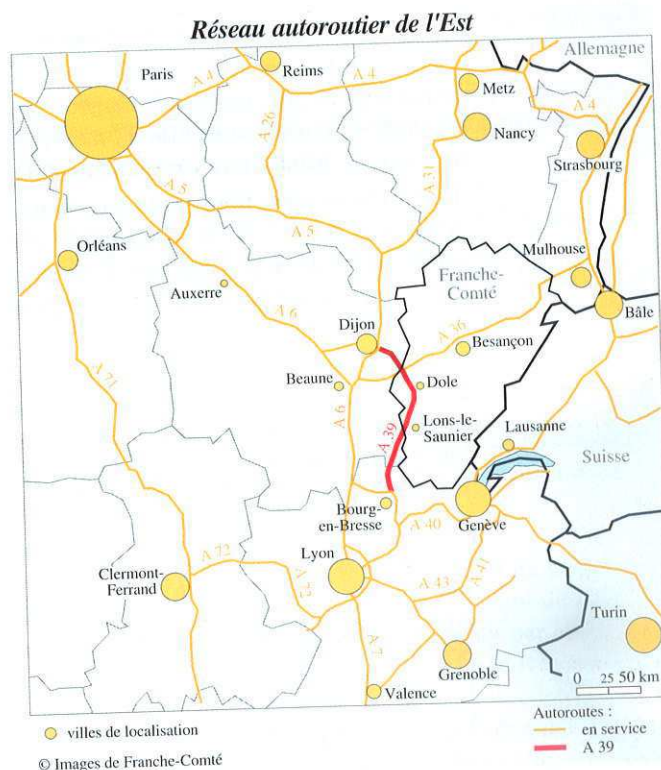 Réseau autoroutier de l'Est
Allemagne
Paris
A 4
Reims
A 4
Metz
A 4
Nancy
A 26
A 31
Strasbourg
A 5
A 5
Orléans
Mulhouse
Franche-
Comté
Auxerre
A 6
Bâle
Dijon
A 36
Besançon
A 71
Beaune
Dole
A 6
A 39
Lons-le-
Saunier
Lausanne
Suisse
Bourg-
en-Bresse
A 40
Genève
Lyon
A 72
Clermont-
Ferrand
A 72
A 43
A 41
Turin
A 7
Grenoble
Valence
0 25 50 km
villes de localisation
Autoroutes :
en service
A 39
© Images de Franche-Comté